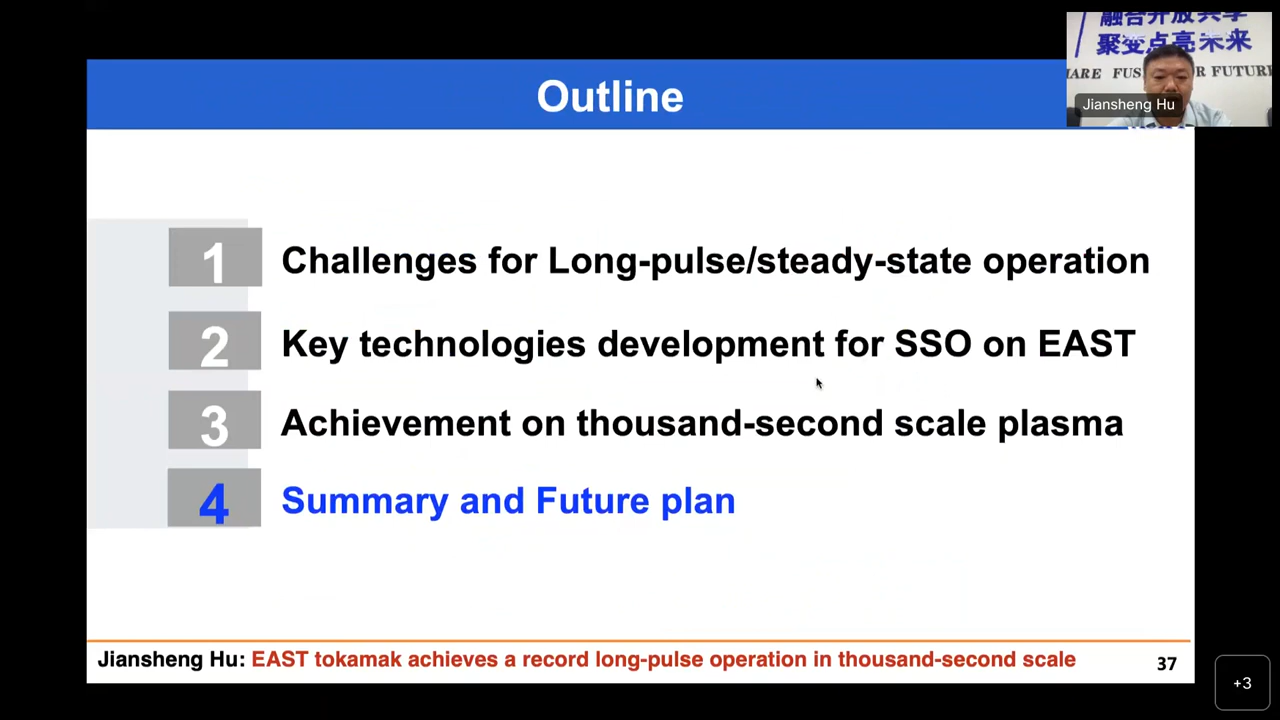 融合开放共享
聚变点亮未来
HARE FUS OR FUTURE
Jiansheng Hu
Outline
1 Challenges for Long-pulse/steady-state operation
2 Key technologies development for SSO on EAST
3 Achievement on thousand-second scale plasma
4 Summary and Future plan
Jiansheng Hu: EAST tokamak achieves a record long-pulse operation in thousand-second scale 37
+3